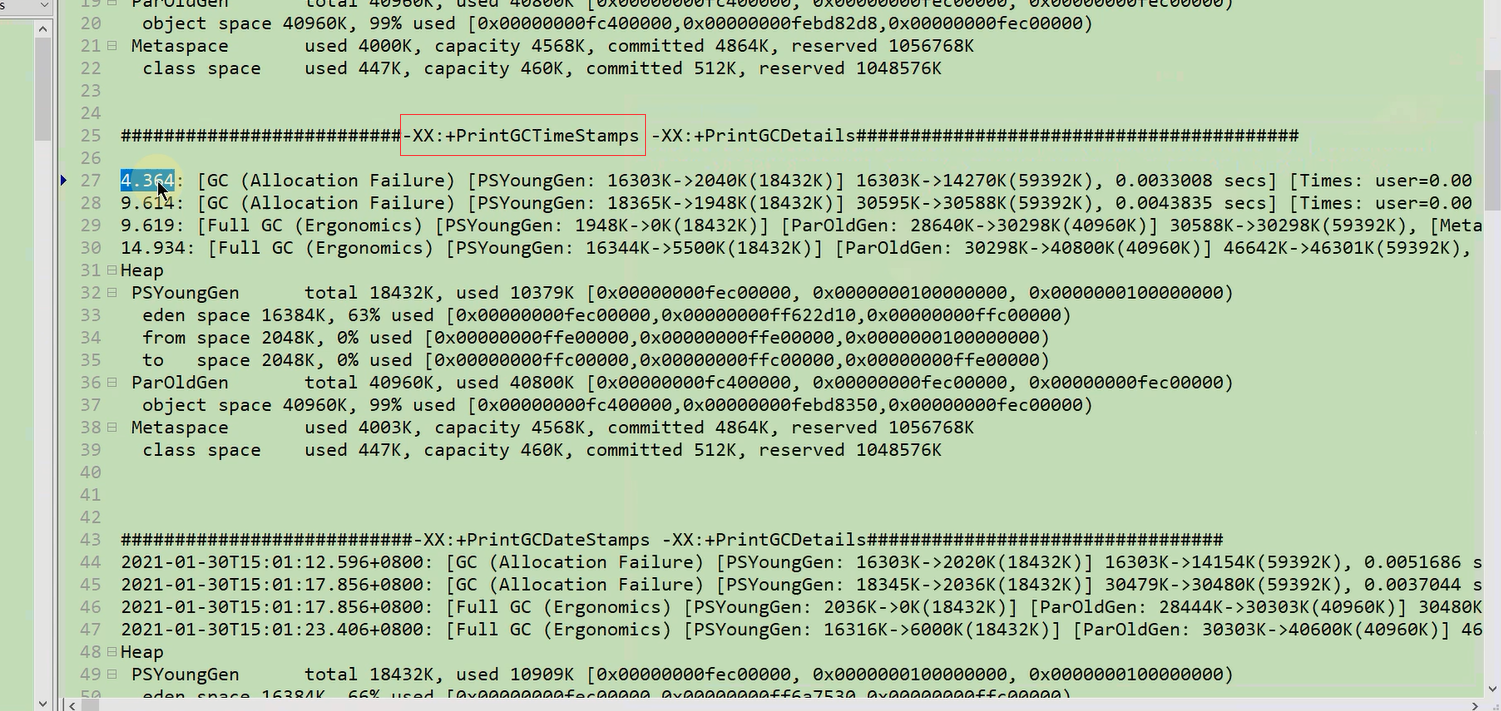 19 ParOldGen       total 40960K, used 40800K [0x00000000fc400000, 0x00000000fec00000, 0x00000000fec00000)
20   object space 40960K, 99% used [0x00000000fc400000,0x00000000febd82d8,0x00000000fec00000)
21 Metaspace       used 4000K, capacity 4568K, committed 4864K, reserved 1056768K
22   class space    used 447K, capacity 460K, committed 512K, reserved 1048576K
23
24
25 ##########################-XX:+PrintGCTimeStamps -XX:+PrintGCDetails#########################################
26
27 4.364: [GC (Allocation Failure) [PSYoungGen: 16303K->2040K(18432K)] 16303K->14270K(59392K), 0.0033008 secs] [Times: user=0.00
28 9.614: [GC (Allocation Failure) [PSYoungGen: 18365K->1948K(18432K)] 30595K->30588K(59392K), 0.0043835 secs] [Times: user=0.00
29 9.619: [Full GC (Ergonomics) [PSYoungGen: 1948K->0K(18432K)] [ParOldGen: 28640K->30298K(40960K)] 30588K->30298K(59392K), [Meta
30 14.934: [Full GC (Ergonomics) [PSYoungGen: 16344K->5500K(18432K)] [ParOldGen: 30298K->40800K(40960K)] 46642K->46301K(59392K),
31 Heap
32 PSYoungGen      total 18432K, used 10379K [0x00000000fec00000, 0x0000000100000000, 0x0000000100000000)
33   eden space 16384K, 63% used [0x00000000fec00000,0x00000000ff622d10,0x00000000ffc00000)
34   from space 2048K, 0% used [0x00000000ffe00000,0x00000000ffe00000,0x0000000100000000)
35   to   space 2048K, 0% used [0x00000000ffc00000,0x00000000ffc00000,0x00000000ffe00000)
36 ParOldGen       total 40960K, used 40800K [0x00000000fc400000, 0x00000000fec00000, 0x00000000fec00000)
37   object space 40960K, 99% used [0x00000000fc400000,0x00000000febd8350,0x00000000fec00000)
38 Metaspace       used 4003K, capacity 4568K, committed 4864K, reserved 1056768K
39   class space    used 447K, capacity 460K, committed 512K, reserved 1048576K
40
41
42
43 ###########################-XX:+PrintGCDateStamps -XX:+PrintGCDetails#################################
44 2021-01-30T15:01:12.596+0800: [GC (Allocation Failure) [PSYoungGen: 16303K->2020K(18432K)] 16303K->14154K(59392K), 0.0051686 s
45 2021-01-30T15:01:17.856+0800: [GC (Allocation Failure) [PSYoungGen: 18345K->2036K(18432K)] 30479K->30480K(59392K), 0.0037044 s
46 2021-01-30T15:01:17.856+0800: [Full GC (Ergonomics) [PSYoungGen: 2036K->0K(18432K)] [ParOldGen: 28444K->30303K(40960K)] 30480K
47 2021-01-30T15:01:23.406+0800: [Full GC (Ergonomics) [PSYoungGen: 16316K->6000K(18432K)] [ParOldGen: 30303K->40600K(40960K)] 46
48 Heap
49 PSYoungGen      total 18432K, used 10909K [0x00000000fec00000, 0x0000000100000000, 0x0000000100000000)
50   eden space 16384K, 66% used [0x00000000fec00000,0x00000000ff6a7530,0x00000000ffc00000)